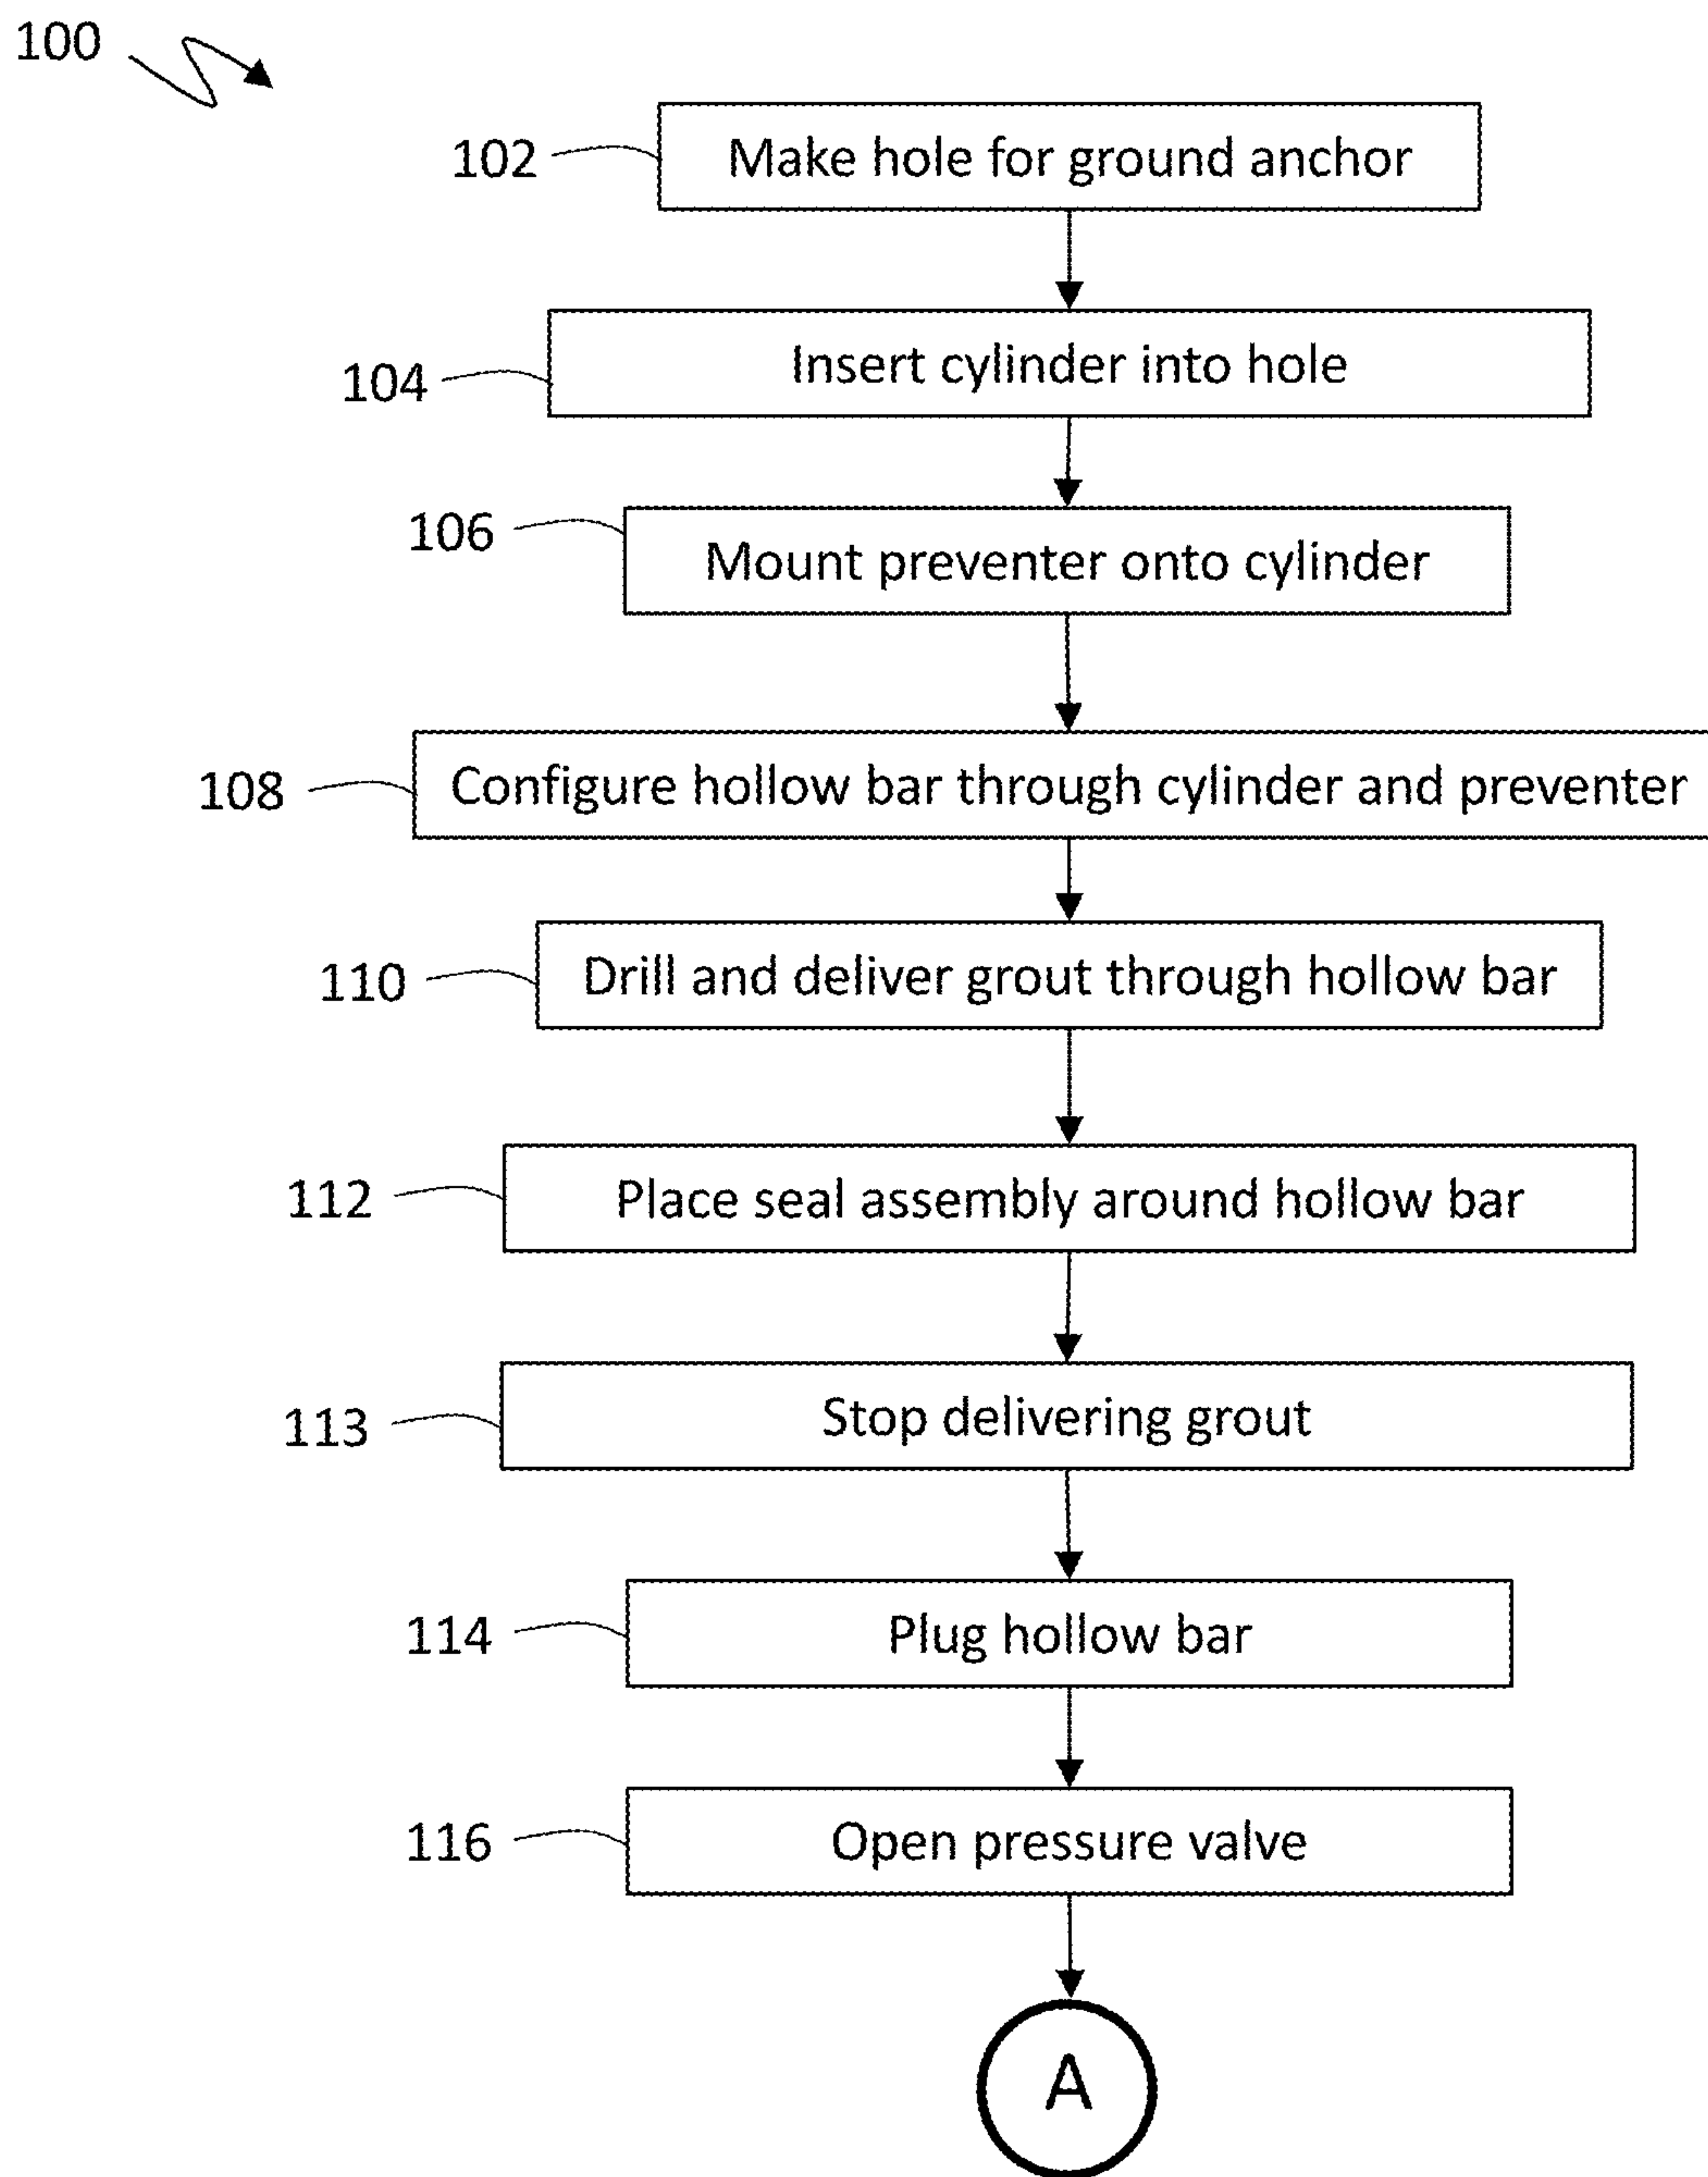 100
102 Make hole for ground anchor
104 Insert cylinder into hole
106 Mount preventer onto cylinder
108 Configure hollow bar through cylinder and preventer
110 Drill and deliver grout through hollow bar
112 Place seal assembly around hollow bar
113 Stop delivering grout
114 Plug hollow bar
116 Open pressure valve
A